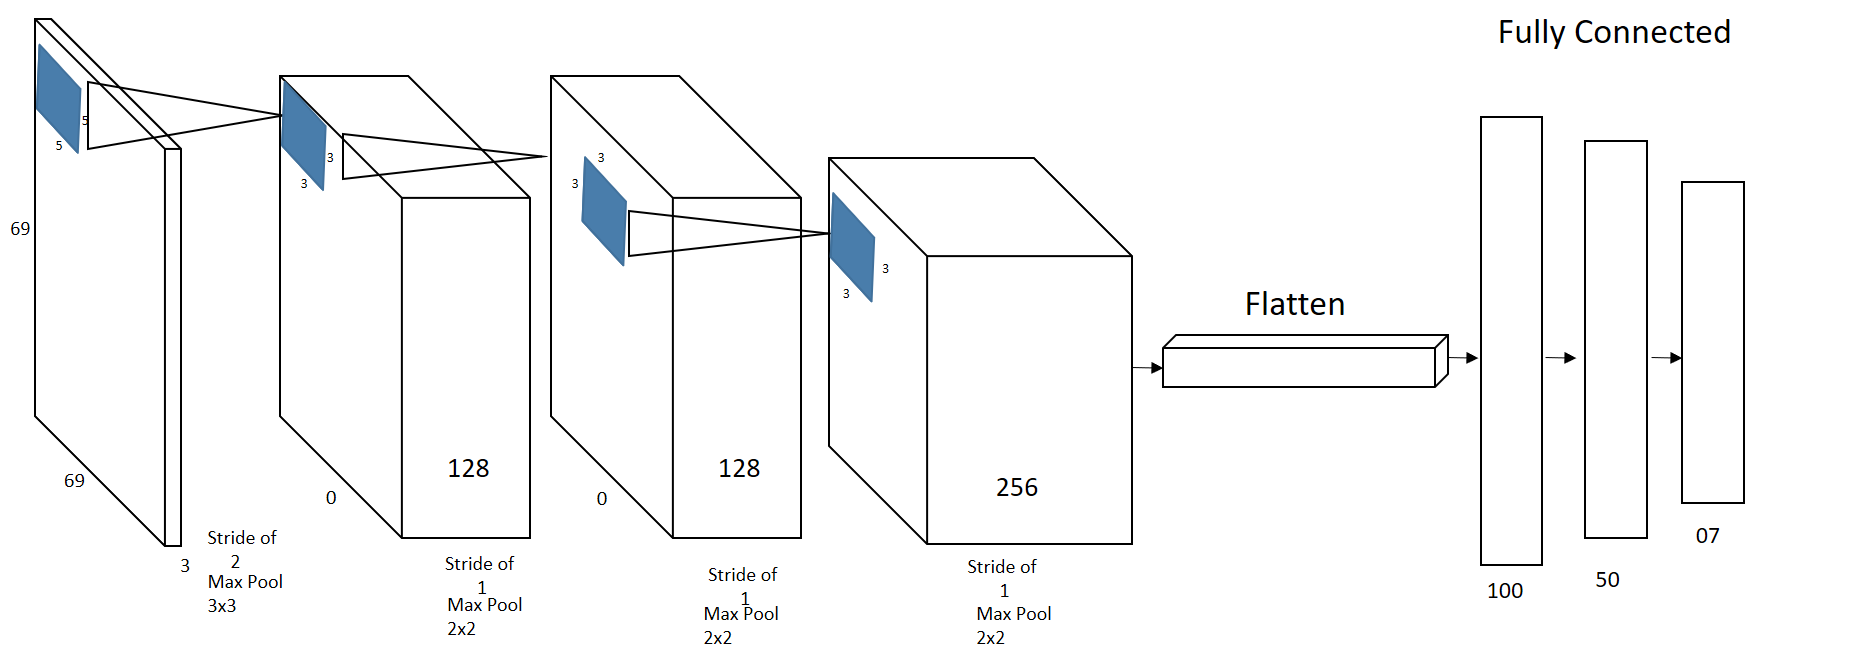 Fully Connected
5
5
69
69
3
Stride of
2
Max Pool
3x3
3
3
0
128
Stride of
1
Max Pool
2x2
3
3
0
128
Stride of
1
Max Pool
2x2
3
3
256
Stride of
1
Max Pool
2x2
Flatten
100
50
07